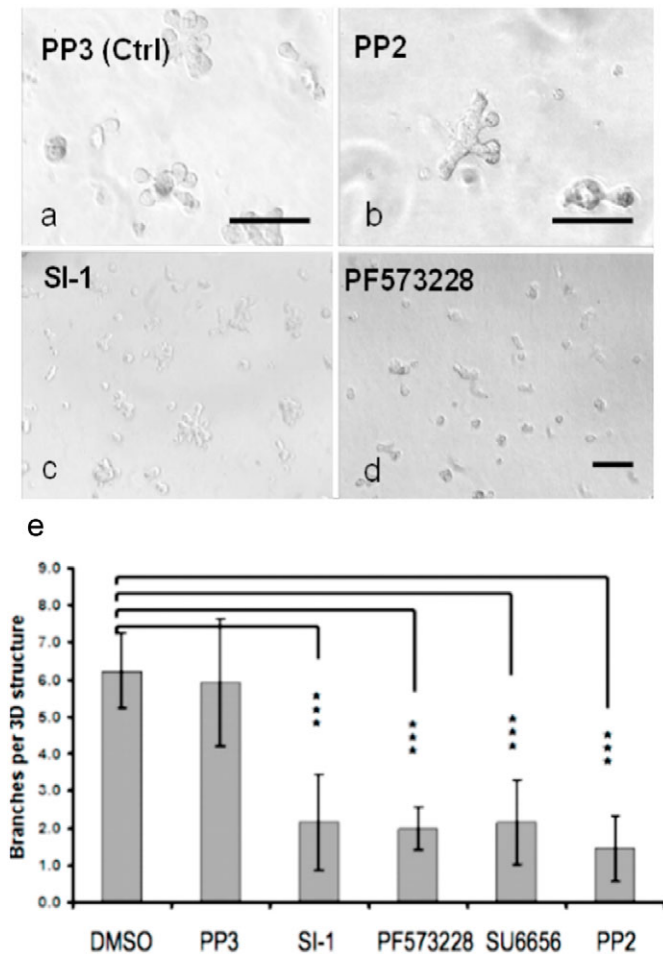 PP3 (Ctrl)
PP2
a
b
SI-1
PF573228
c
d
e
Branches per 3D structure
9.0
8.0
7.0
6.0
5.0
4.0
3.0
2.0
1.0
0.0
***
***
***
***
DMSO PP3 SI-1 PF573228 SU6656 PP2